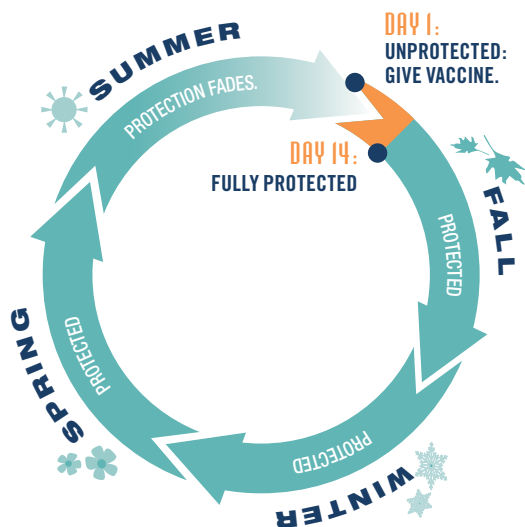 DAY 1:
UNPROTECTED:
GIVE VACCINE.
DAY 14:
FULLY PROTECTED
FALL
PROTECTED
WINTER
PROTECTED
SPRING
PROTECTED
SUMMER
PROTECTION FADES.